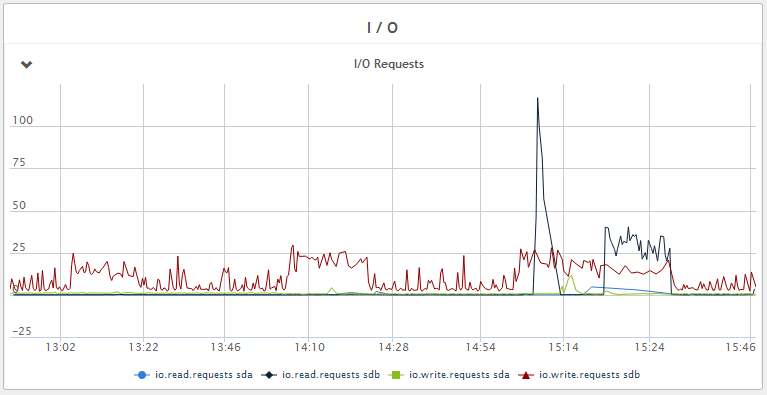 I / O
I/O Requests
100
75
50
25
-25
13:02 13:22 13:46 14:10 14:28 14:54 15:14 15:24 15:46
io.read.requests sda io.read.requests sdb io.write.requests sda io.write.requests sdb